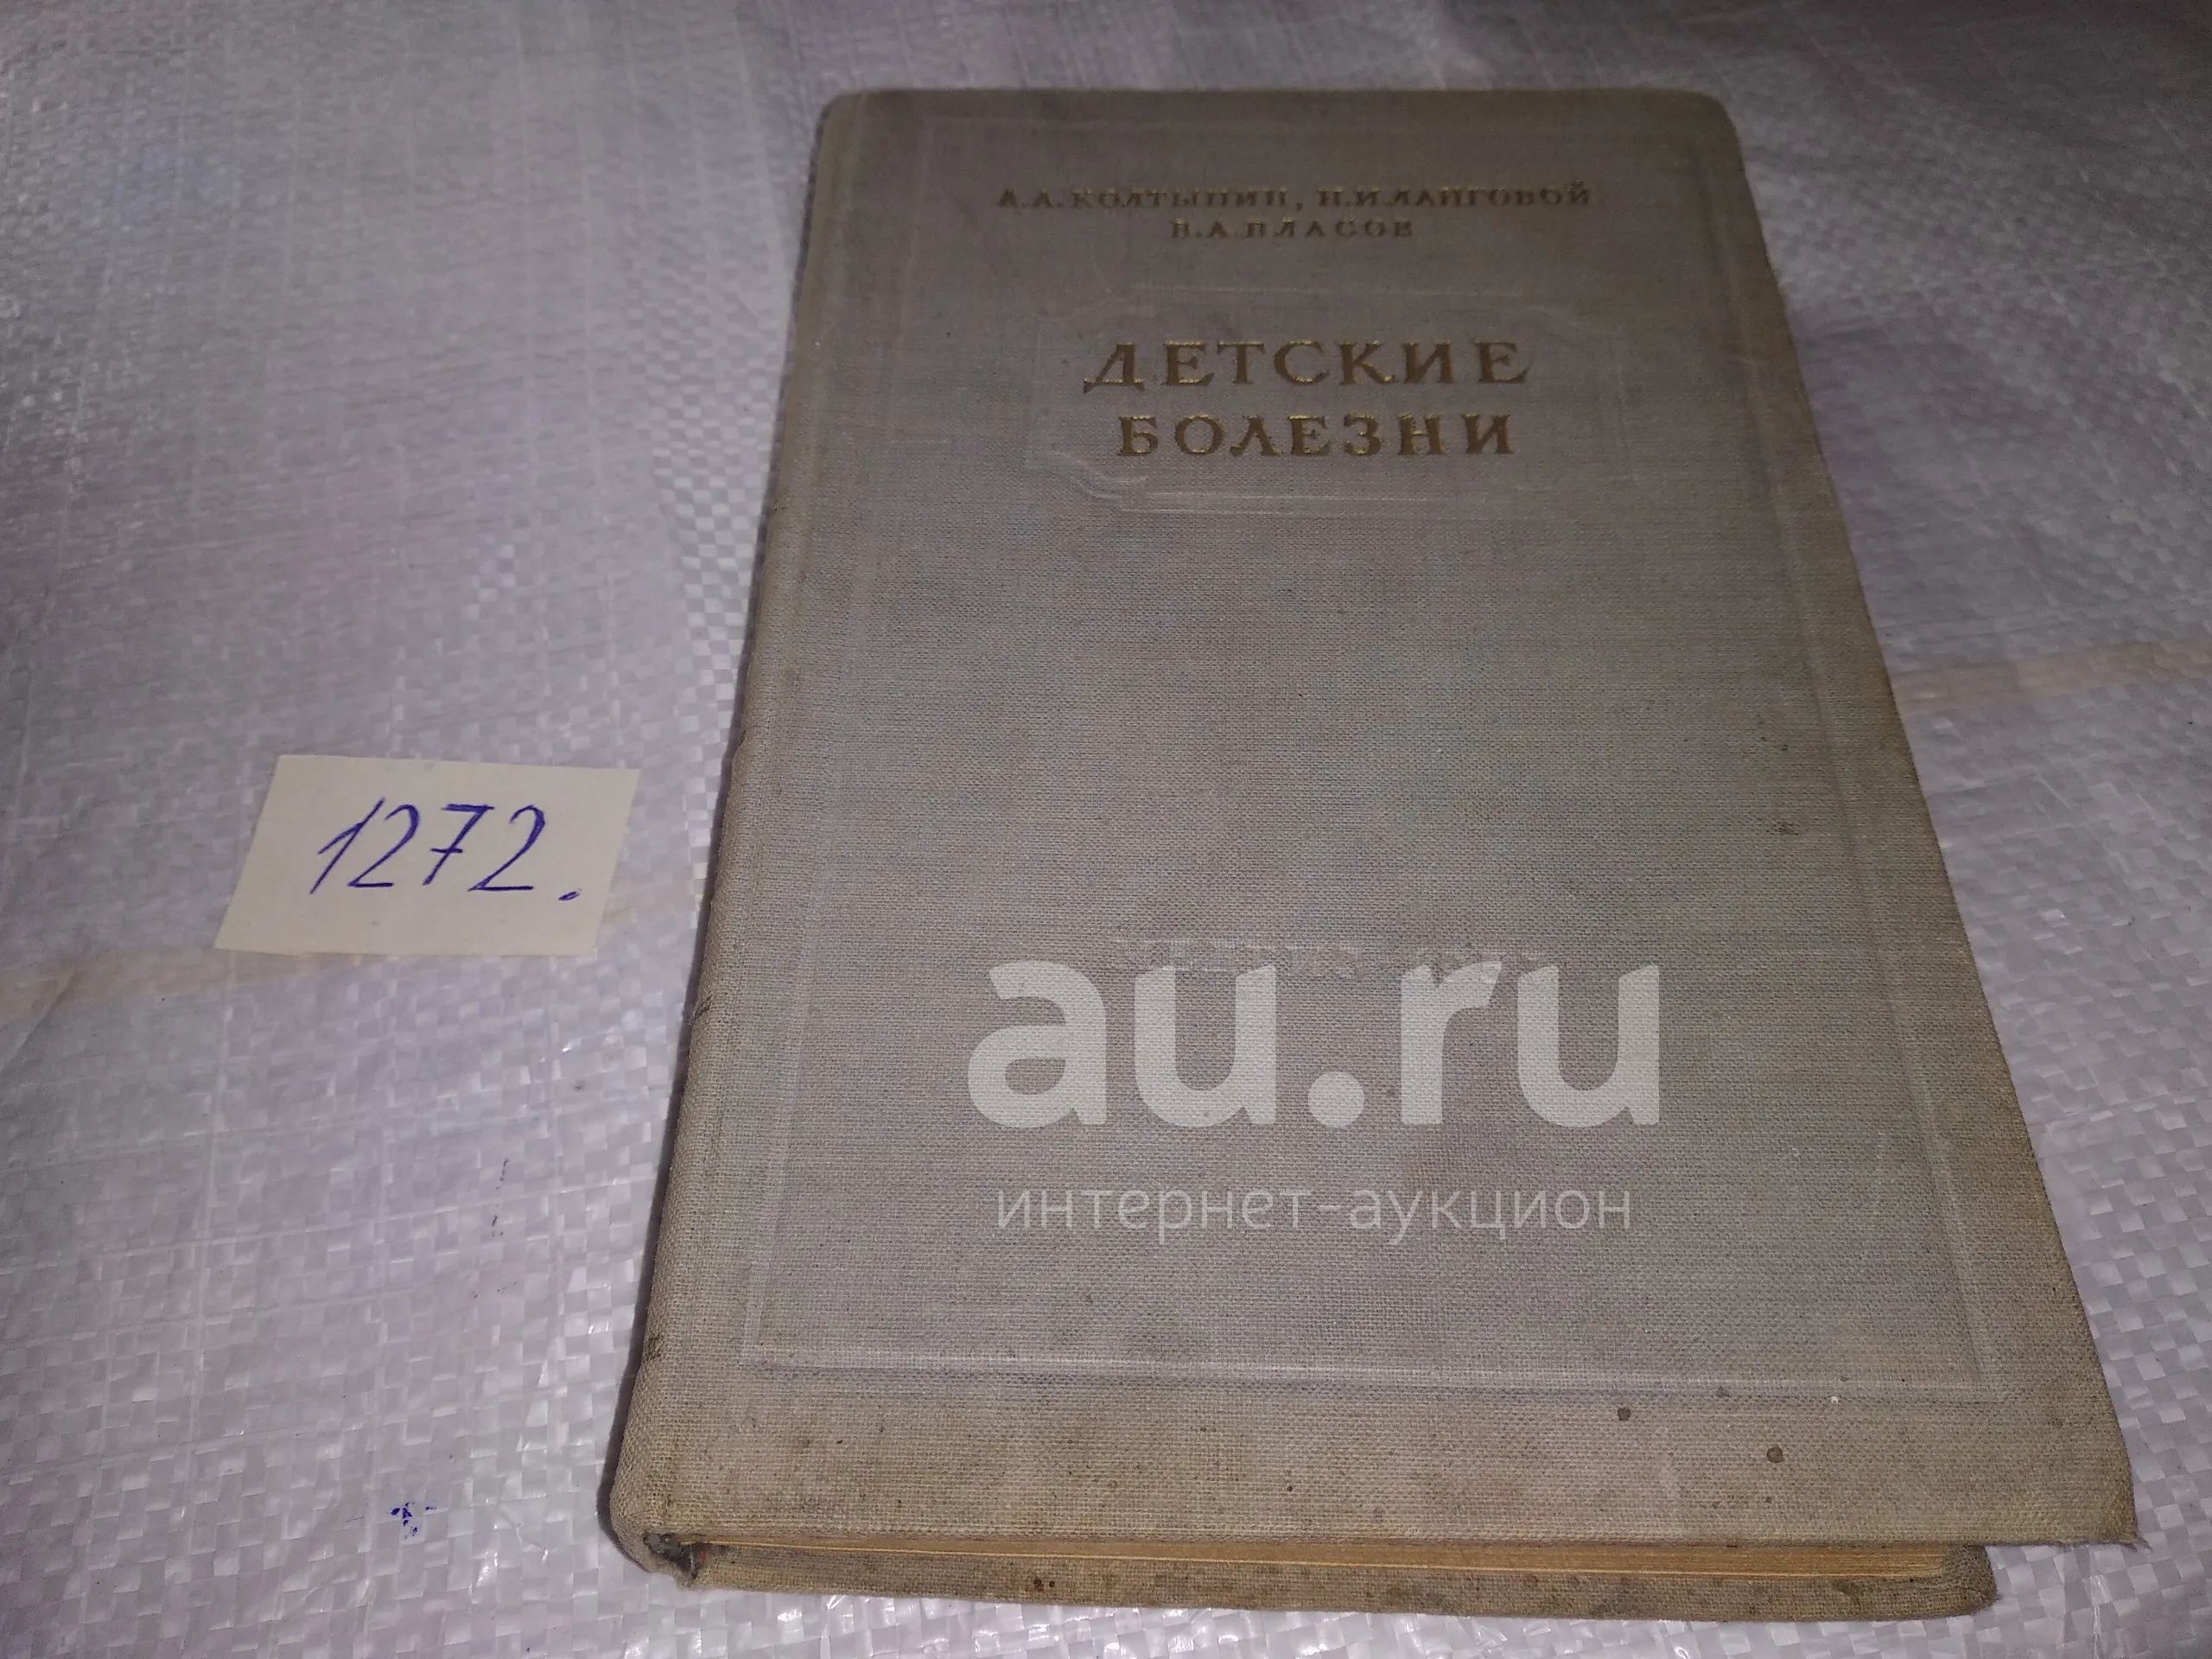 А.А.КОЛТЫПИН, Н.И.ЛАНГОВОЙ
В.А.ВЛАСОВ
ДЕТСКИЕ
БОЛЕЗНИ
1272.
au.ru
интернет-аукцион